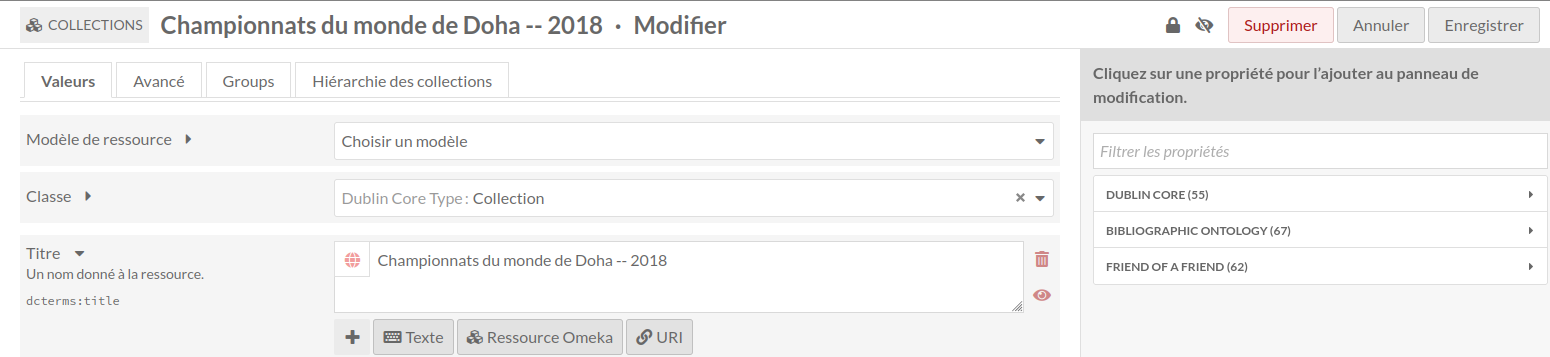 COLLECTIONS Championnats du monde de Doha -- 2018 · Modifier Supprimer Annuler Enregistrer
Valeurs Avancé Groups Hiérarchie des collections
Cliquez sur une propriété pour l’ajouter au panneau de
modification.
Modèle de ressource Choisir un modèle
Filtrer les propriétés
Classe Dublin Core Type : Collection
DUBLIN CORE (55)
BIBLIOGRAPHIC ONTOLOGY (67)
FRIEND OF A FRIEND (62)
Titre
Un nom donné à la ressource.
dcterms:title
Championnats du monde de Doha -- 2018
Texte Ressource Omeka URI